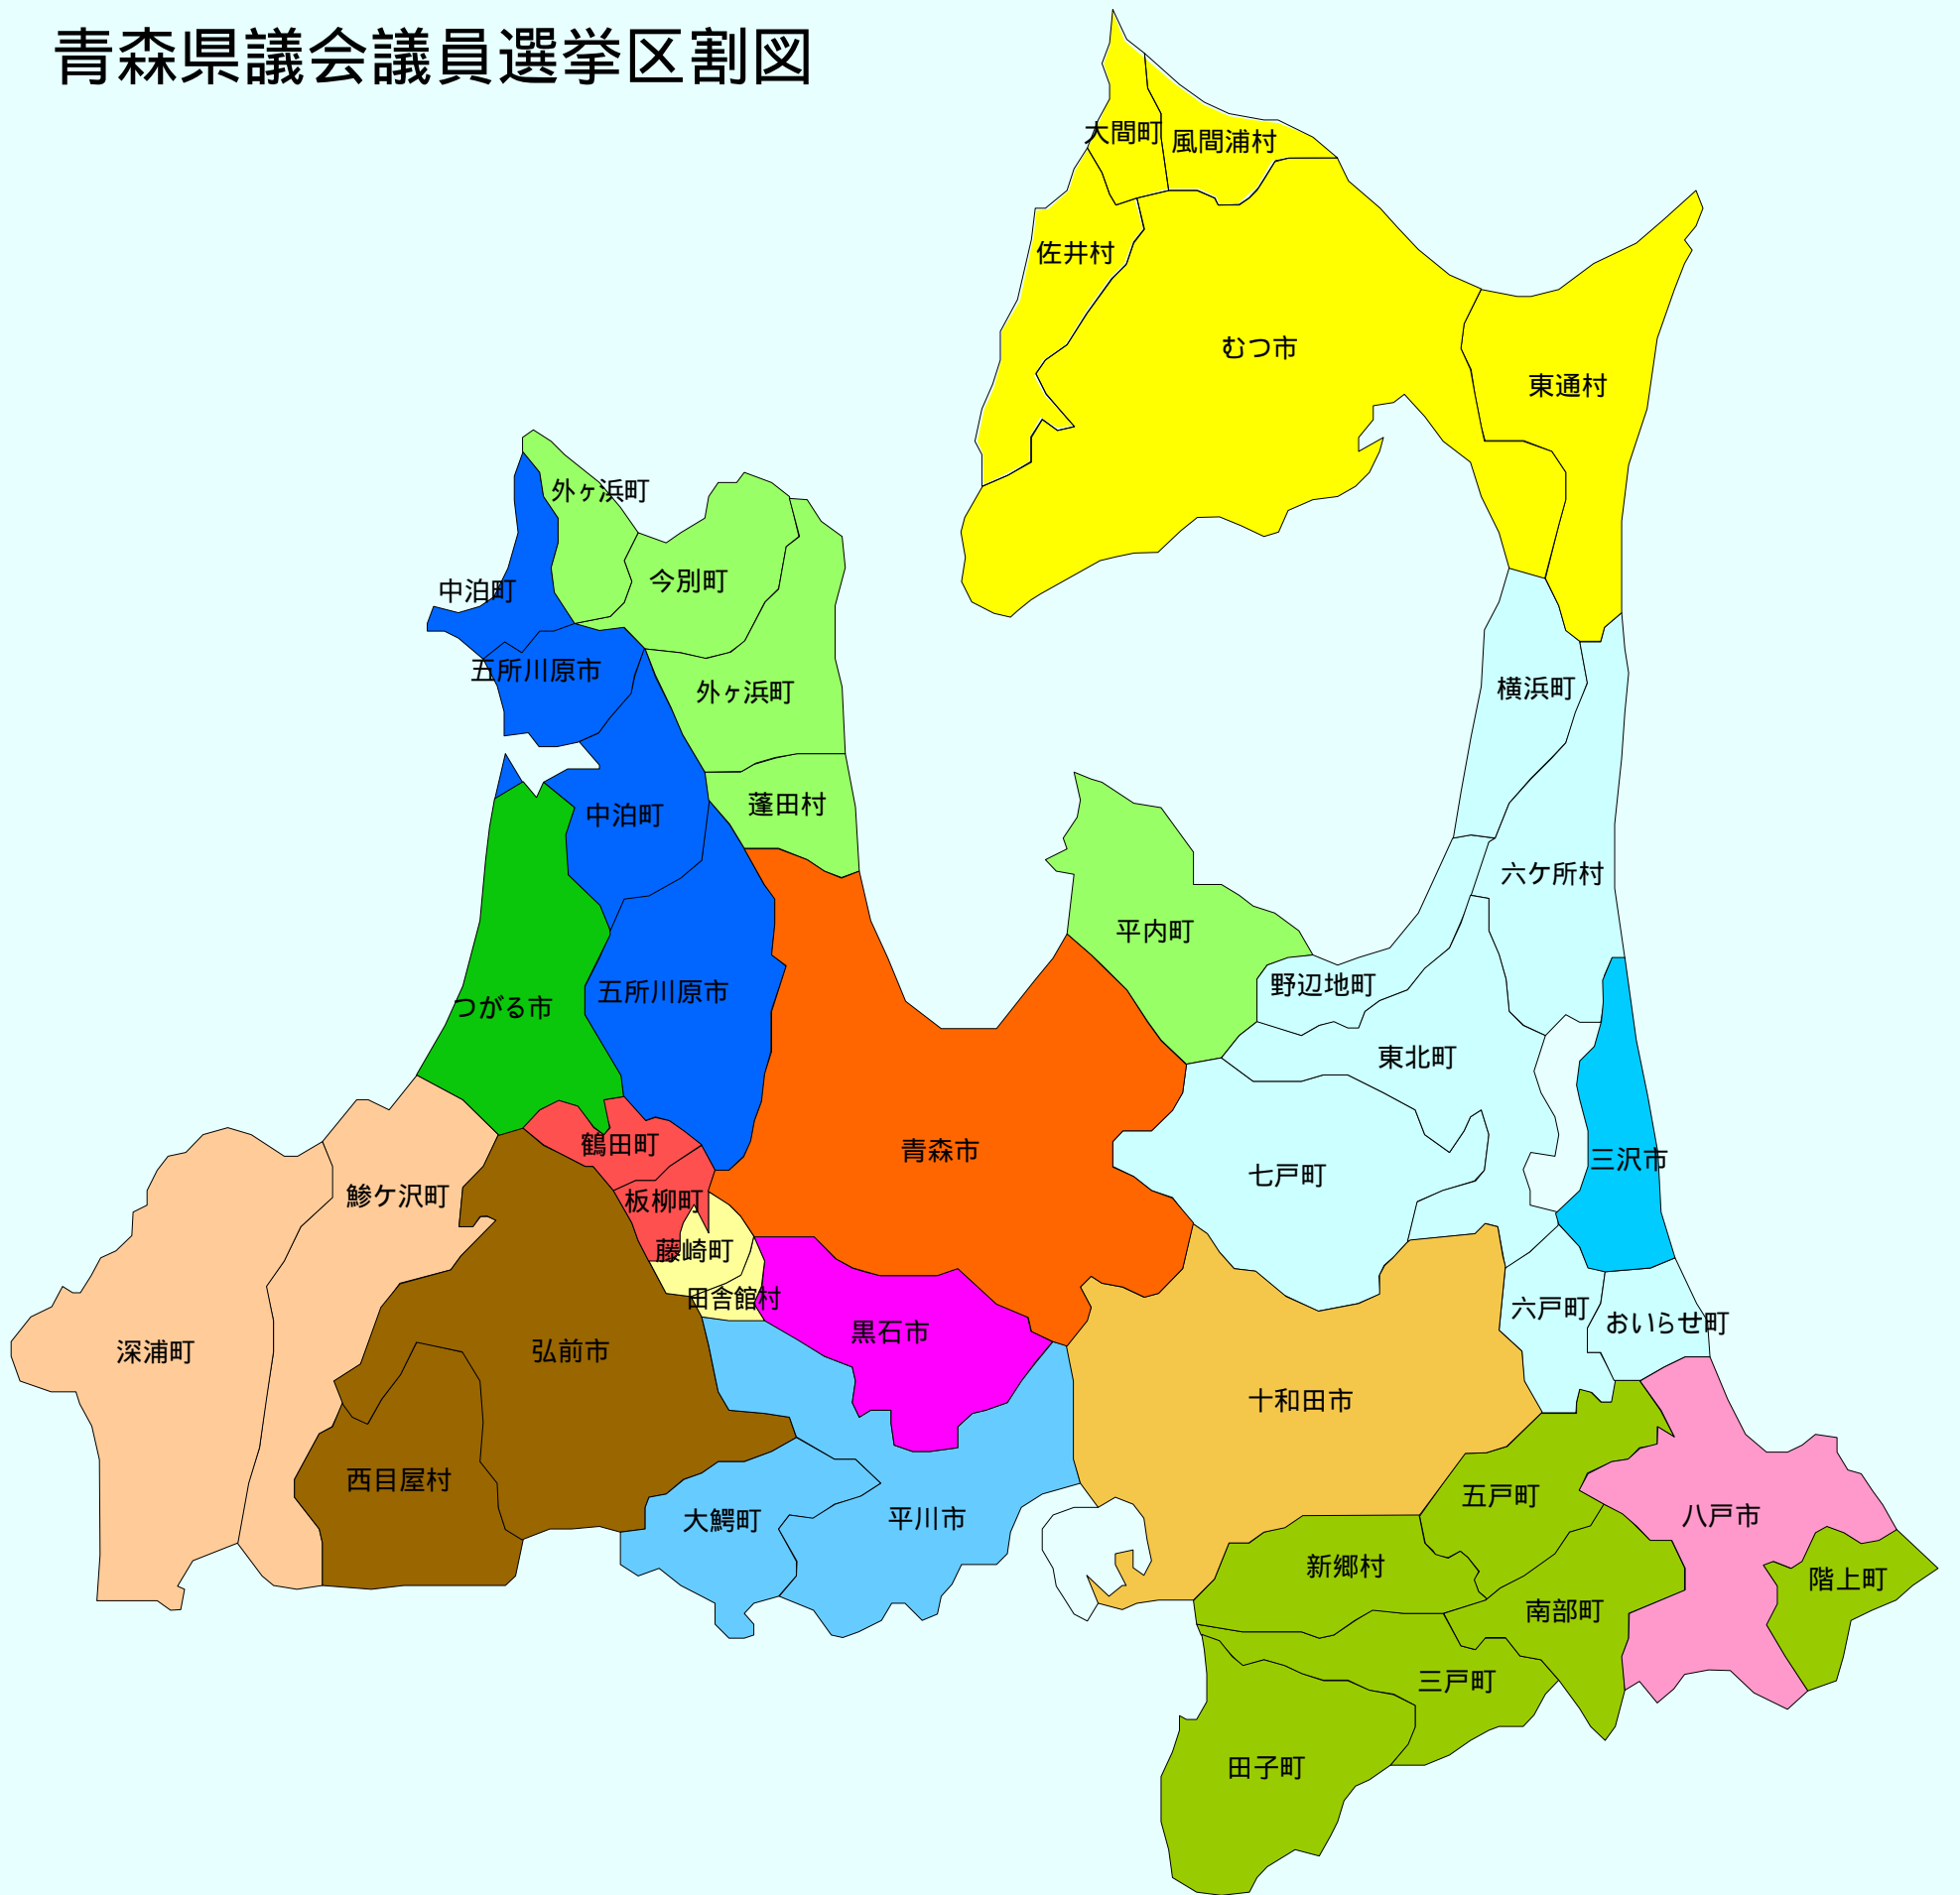 青森県議会議員選挙区割図
大間町
風間浦村
佐井村
むつ市
東通村
外ヶ浜町
今別町
中泊町
五所川原市
外ヶ浜町
横浜町
蓬田村
中泊町
六ケ所村
平内町
野辺地町
五所川原市
つがる市
東北町
鶴田町
青森市
三沢市
七戸町
鰺ケ沢町
板柳町
藤崎町
田舎館村
六戸町
おいらせ町
黒石市
深浦町
弘前市
十和田市
西目屋村
五戸町
大鰐町
平川市
八戸市
新郷村
階上町
南部町
三戸町
田子町